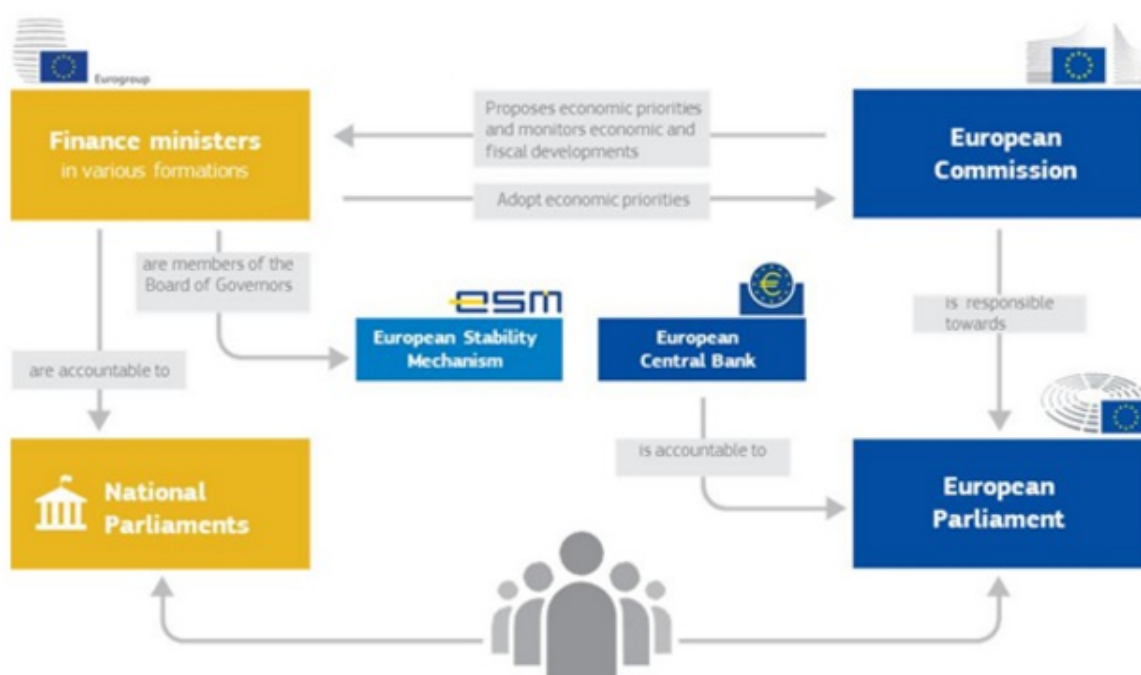 Eurogroup
Finance ministers
in various formations
Proposes economic priorities
and monitors economic and
fiscal developments
European
Commission
Adopt economic priorities
are members of the
Board of Governors
esm
European Stability
Mechanism
€
European
Central Bank
is responsible
towards
are accountable to
is accountable to
National
Parliaments
European
Parliament